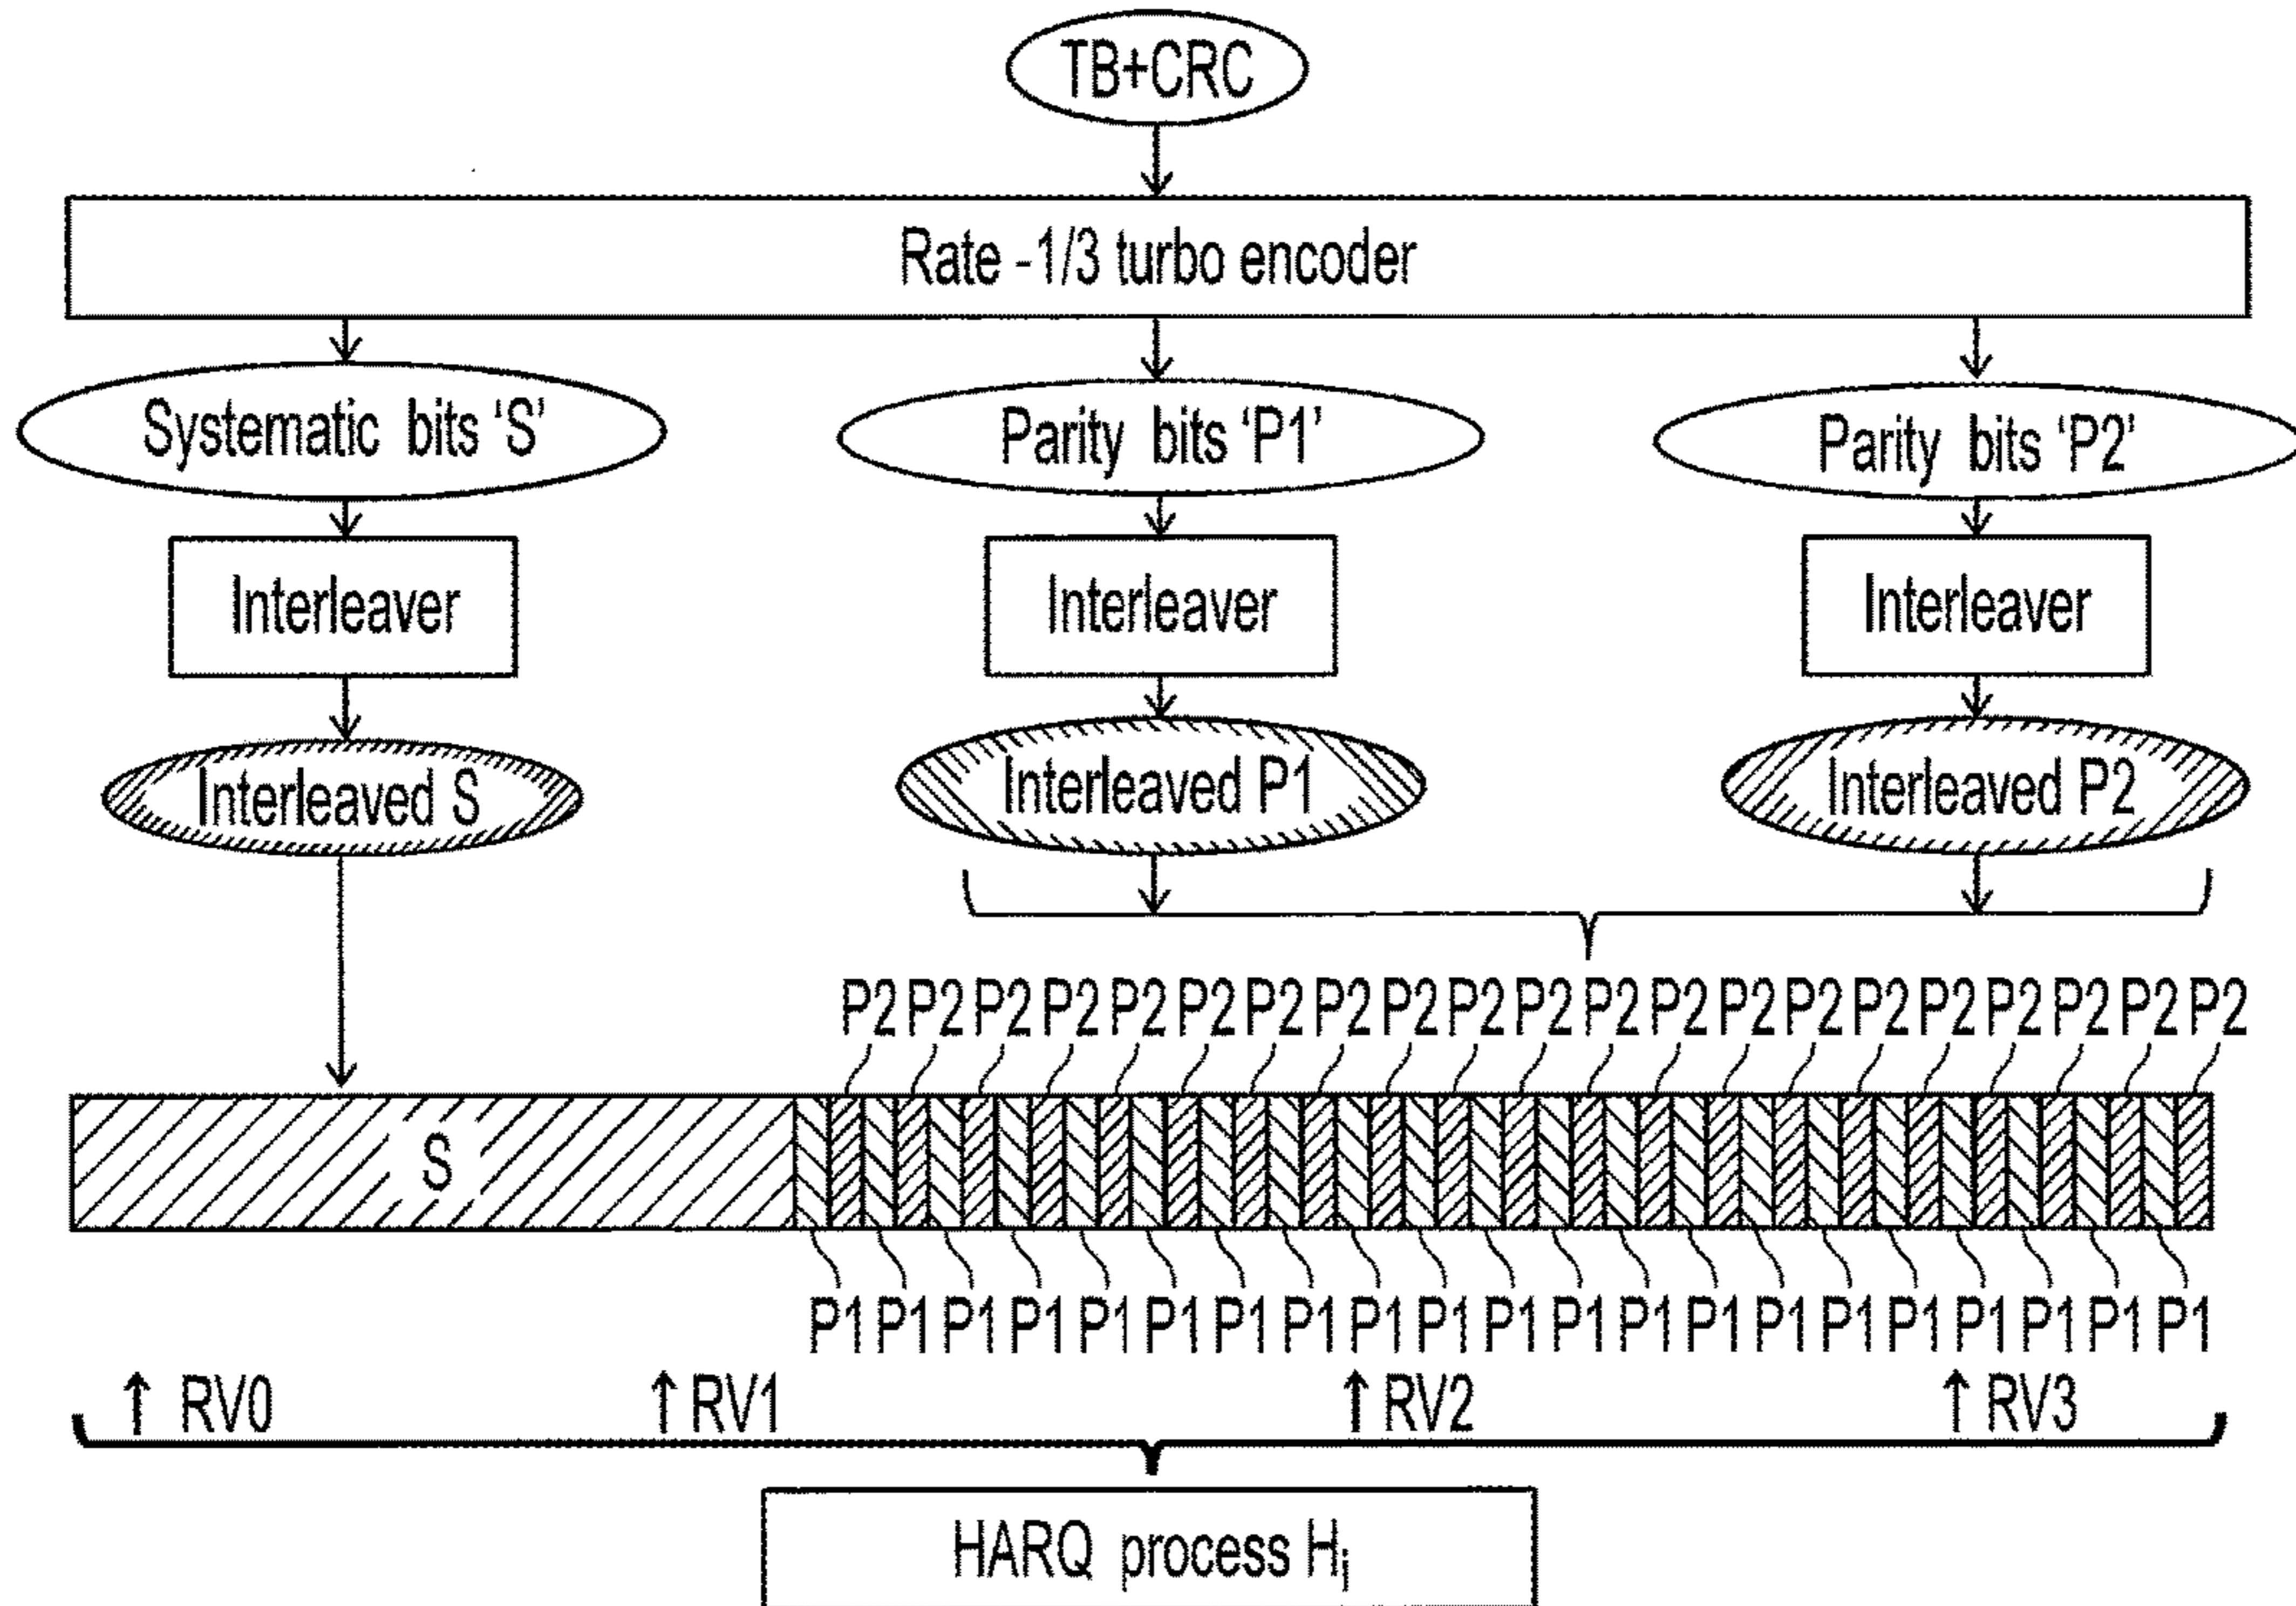 TB+CRC
Rate -1/3 turbo encoder
Systematic bits ‘S’ Parity bits ‘P1’ Parity bits ‘P2’
Interleaver Interleaver Interleaver
Interleaved S Interleaved P1 Interleaved P2
P2 P2 P2 P2 P2 P2 P2 P2 P2 P2 P2 P2 P2 P2 P2 P2 P2 P2 P2 P2 P2
S
P1 P1 P1 P1 P1 P1 P1 P1 P1 P1 P1 P1 P1 P1 P1 P1 P1 P1 P1 P1 P1
↑ RV0 ↑ RV1 ↑ RV2 ↑ RV3
HARQ process Hj